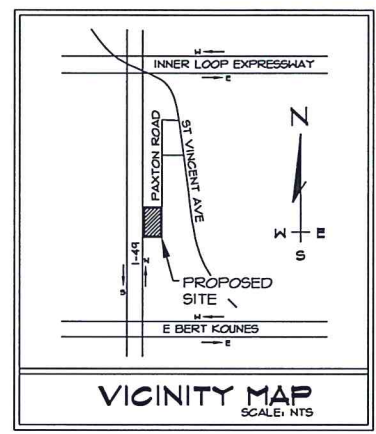 W
INNER LOOP EXPRESSWAY
E
PAXTON ROAD
ST VINCENT AVE
N
W E
S
I-49
N
S
PROPOSED
SITE
W
E BERT KOUNES
E
VICINITY MAP
SCALE: NTS